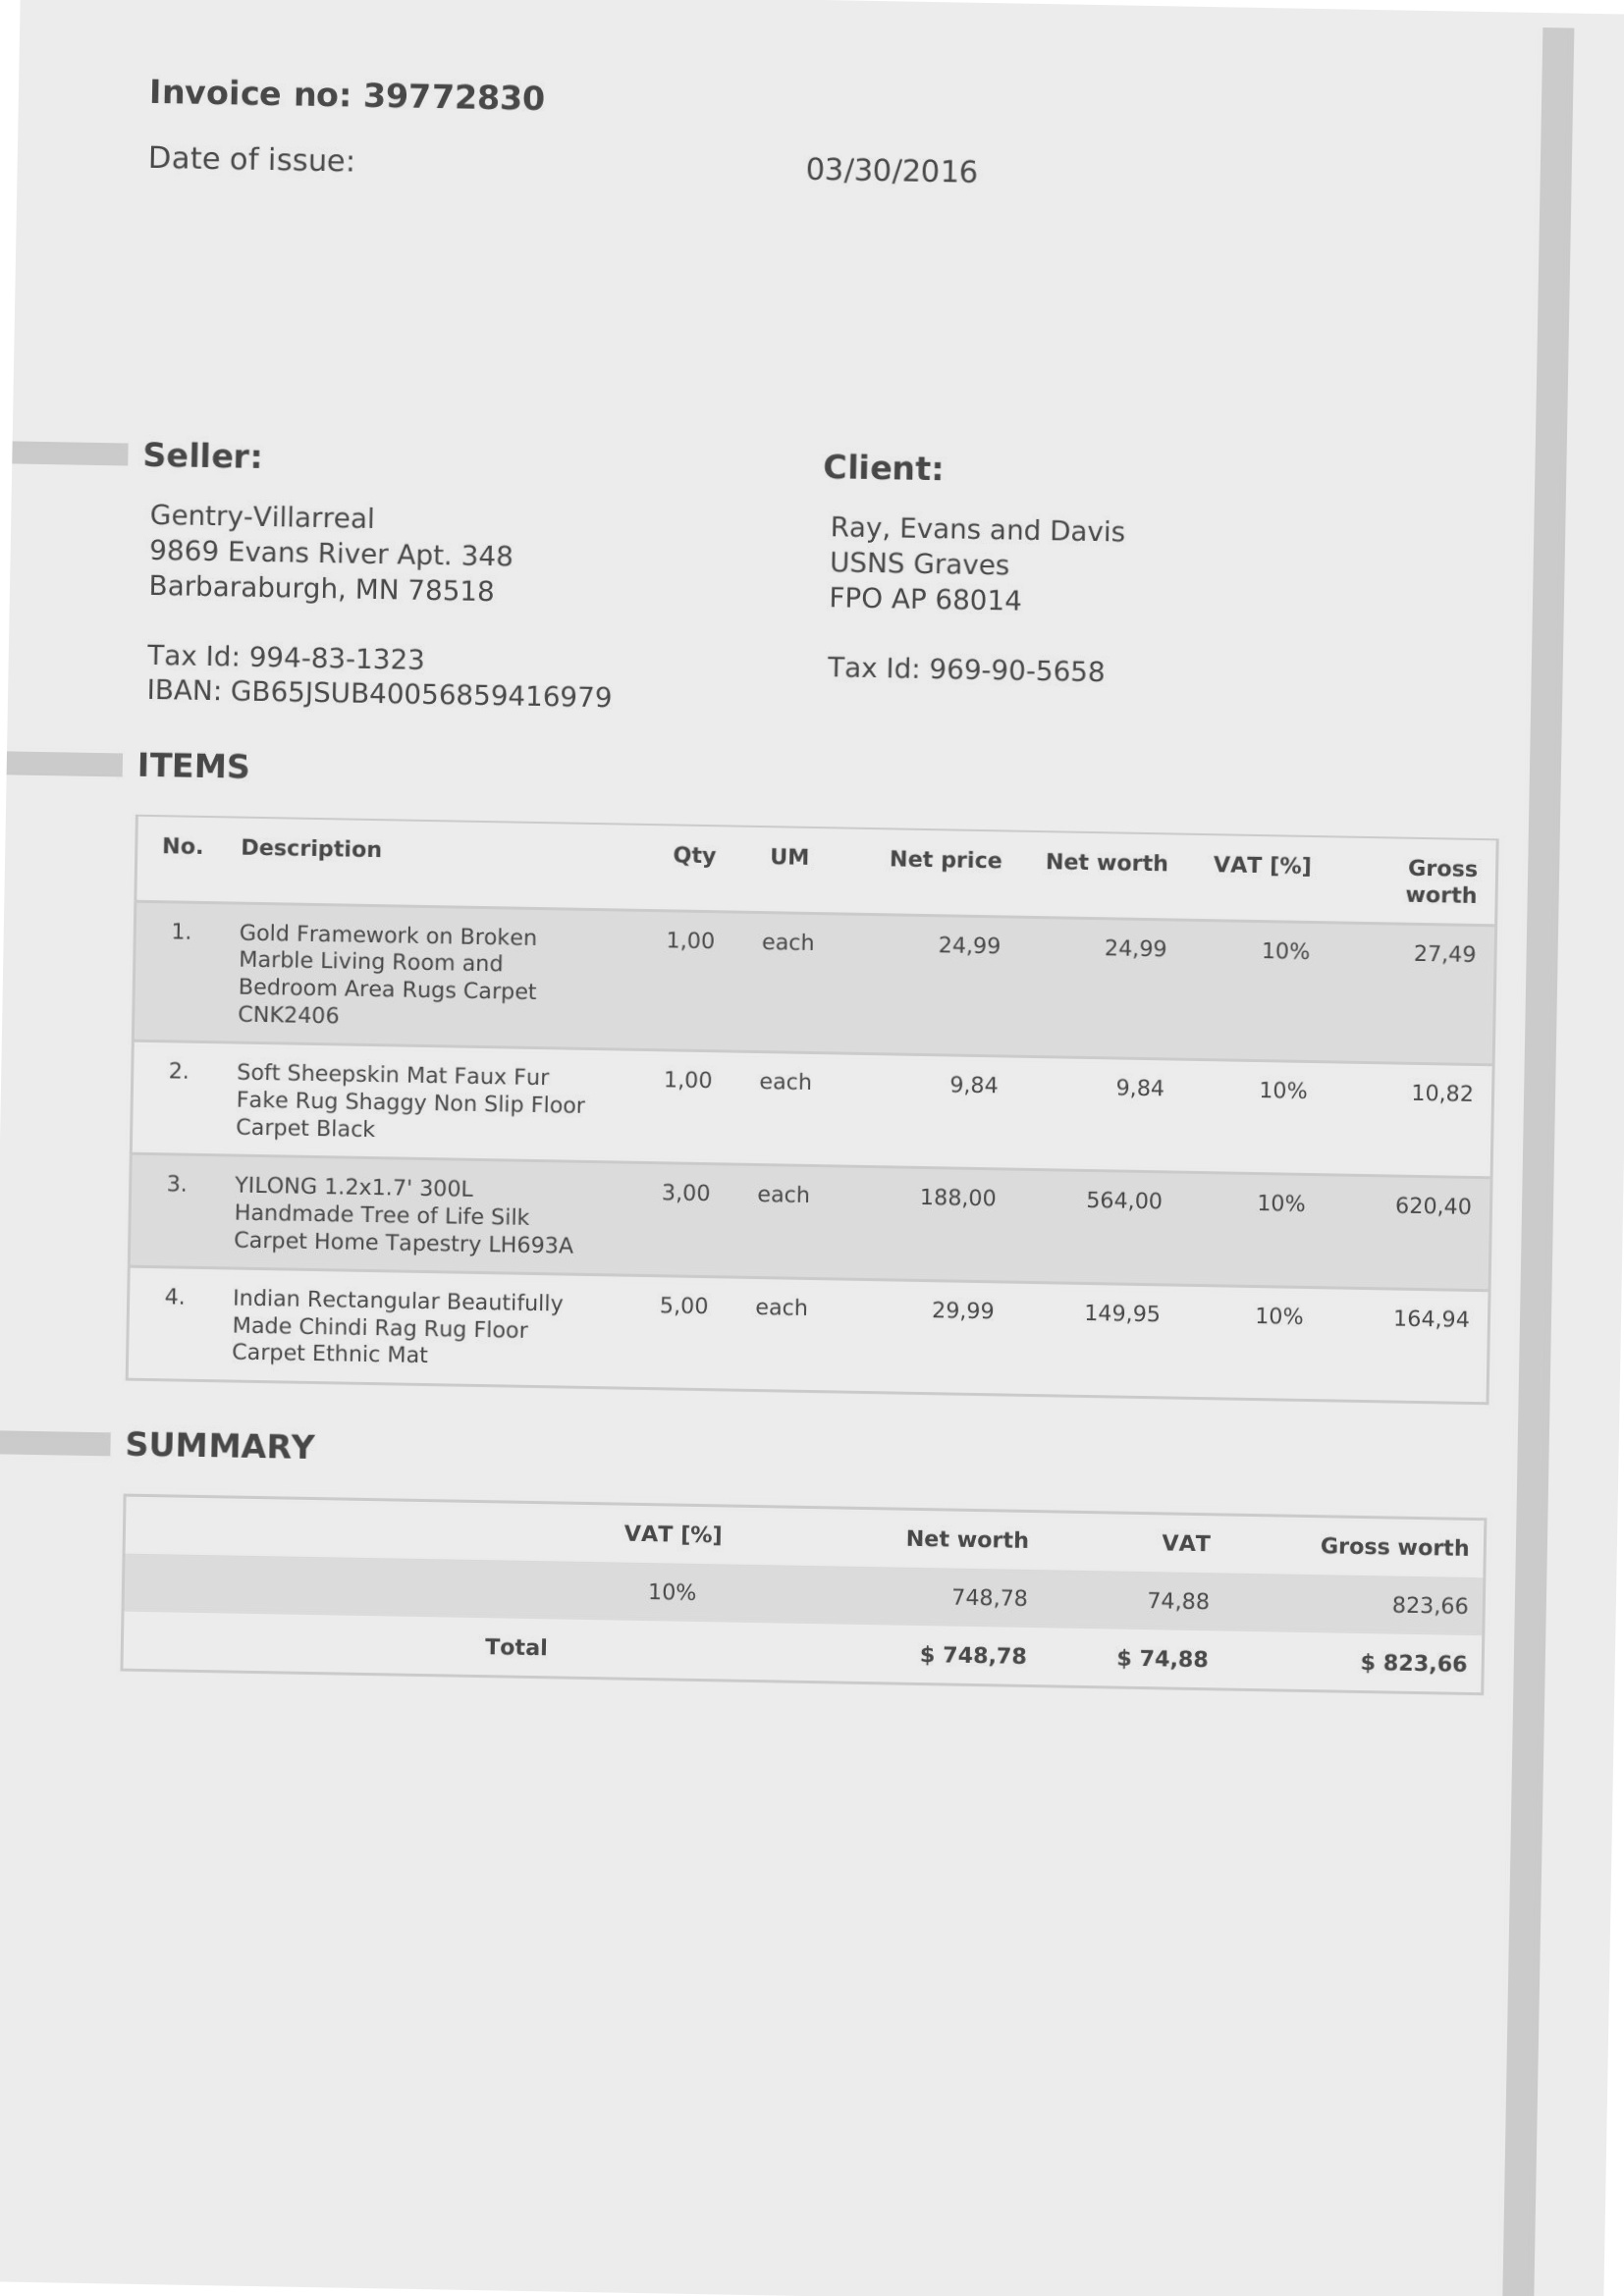 Invoice no: 39772830
Date of issue: 03/30/2016
Seller:
Gentry-Villarreal
9869 Evans River Apt. 348
Barbaraburgh, MN 78518
Tax Id: 994-83-1323
IBAN: GB65JSUB40056859416979
Client:
Ray, Evans and Davis
USNS Graves
FPO AP 68014
Tax Id: 969-90-5658
ITEMS
No. Description Qty UM Net price Net worth VAT [%] Gross
worth
1. Gold Framework on Broken 1,00 each 24,99 24,99 10% 27,49
Marble Living Room and
Bedroom Area Rugs Carpet
CNK2406
2. Soft Sheepskin Mat Faux Fur 1,00 each 9,84 9,84 10% 10,82
Fake Rug Shaggy Non Slip Floor
Carpet Black
3. YILONG 1.2x1.7' 300L 3,00 each 188,00 564,00 10% 620,40
Handmade Tree of Life Silk
Carpet Home Tapestry LH693A
4. Indian Rectangular Beautifully 5,00 each 29,99 149,95 10% 164,94
Made Chindi Rag Rug Floor
Carpet Ethnic Mat
SUMMARY
VAT [%] Net worth VAT Gross worth
10% 748,78 74,88 823,66
Total $ 748,78 $ 74,88 $ 823,66